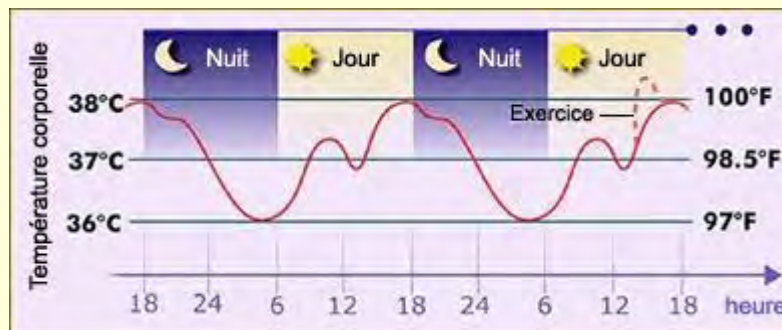 Nuit Jour Nuit Jour
38°C 100°F
Exercice
37°C 98.5°F
36°C 97°F
Température corporelle
18 24 6 12 18 24 6 12 18 heure